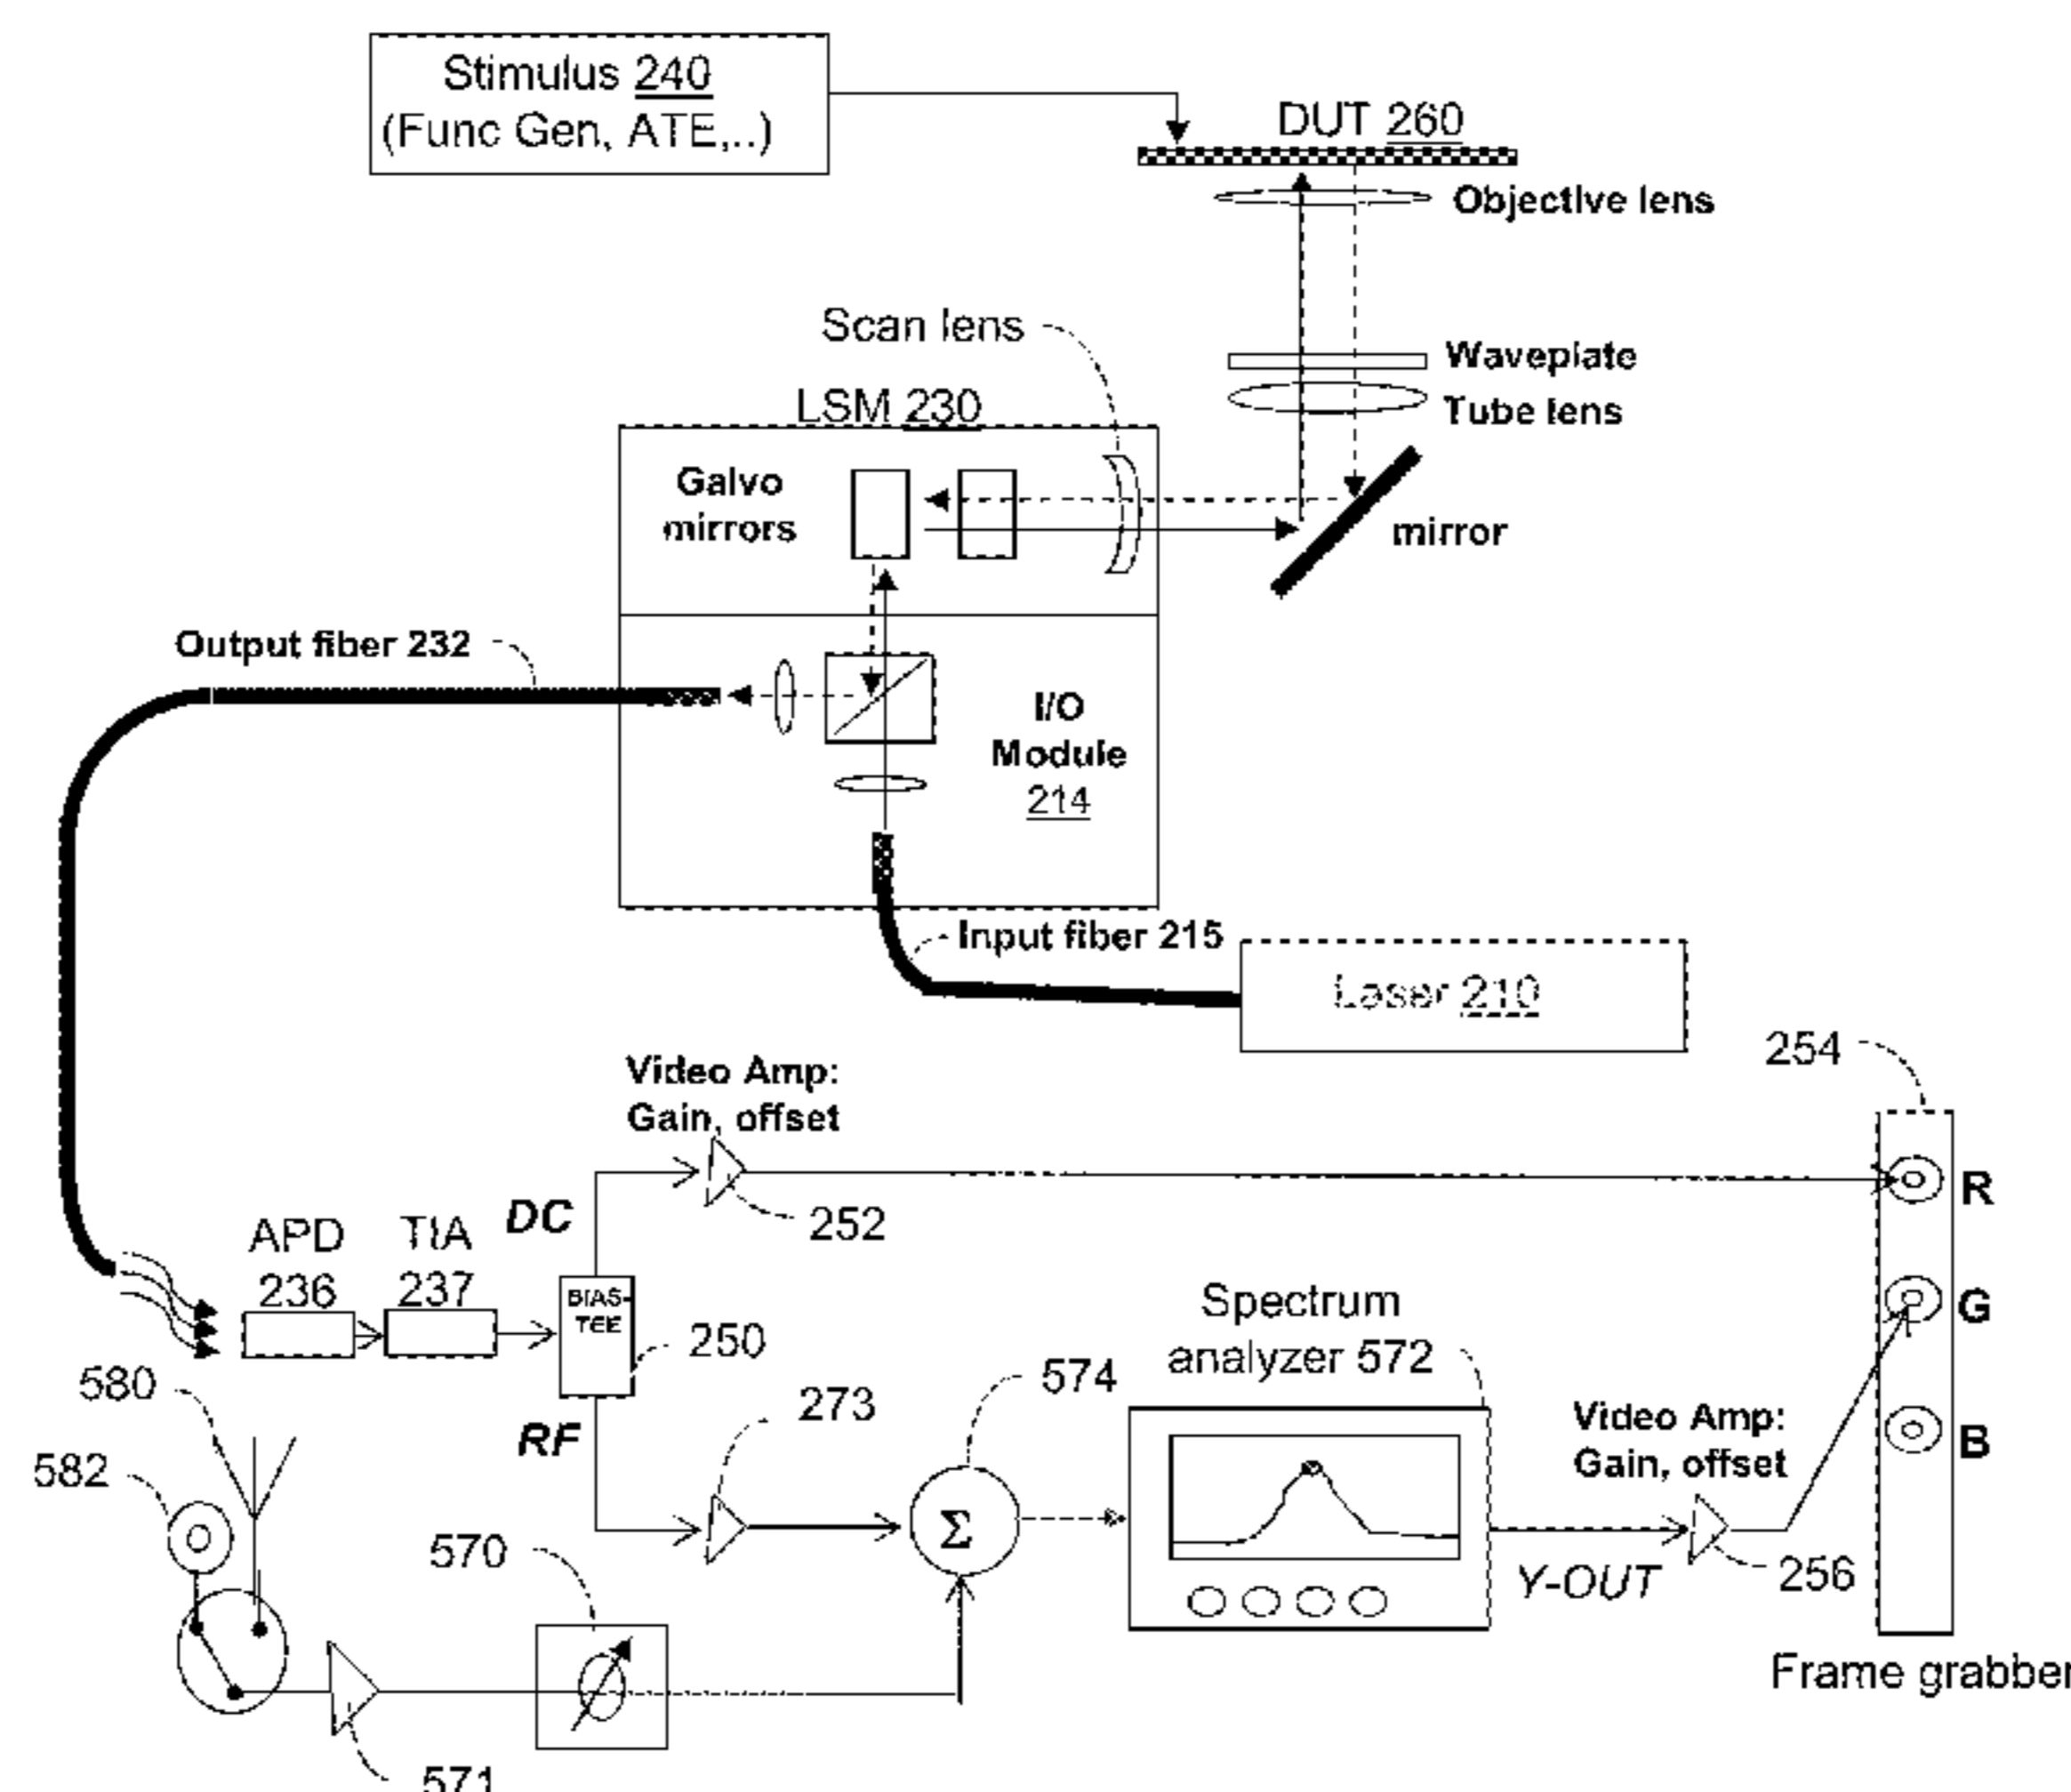 Stimulus 240
(Func Gen, ATE,..)
DUT 260
Objective lens
Scan lens
Waveplate
Tube lens
LSM 230
Galvo
mirrors
mirror
Output fiber 232
I/O
Module
214
Input fiber 215
Laser 210
254
Video Amp:
Gain, offset
R
252
DC
APD
236
TIA
237
BIAS-
TEE
250
G
Spectrum
analyzer 572
580
273
574
RF
582
Video Amp:
Gain, offset
B
Σ
570
Y-OUT
256
Frame grabber
571